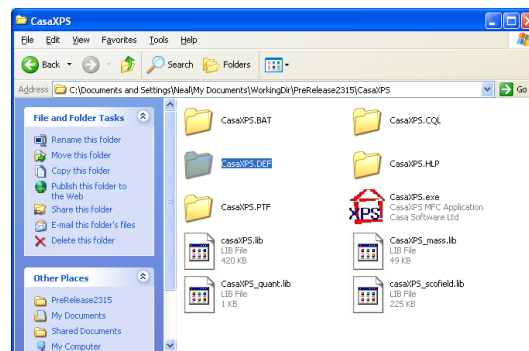 CasaXPS
File Edit View Favorites Tools Help
Back Search Folders
Address C:\Documents and Settings\Neal\My Documents\WorkingDir\PreRelease2315\CasaXPS Go
File and Folder Tasks
Rename this folder
Move this folder
Copy this folder
Publish this folder to
the Web
Share this folder
E-mail this folder's files
Delete this folder
Other Places
PreRelease2315
My Documents
Shared Documents
My Computer
CasaXPS.BAT
CasaXPS.CQL
CasaXPS.DEF
CasaXPS.HLP
CasaXPS.PTF
XPS
CasaXPS.exe
CasaXPS MFC Application
Casa Software Ltd
casaXPS.lib
LIB File
420 KB
CasaXPS_mass.lib
LIB File
49 KB
CasaXPS_quant.lib
LIB File
1 KB
casaXPS_scofield.lib
LIB File
225 KB